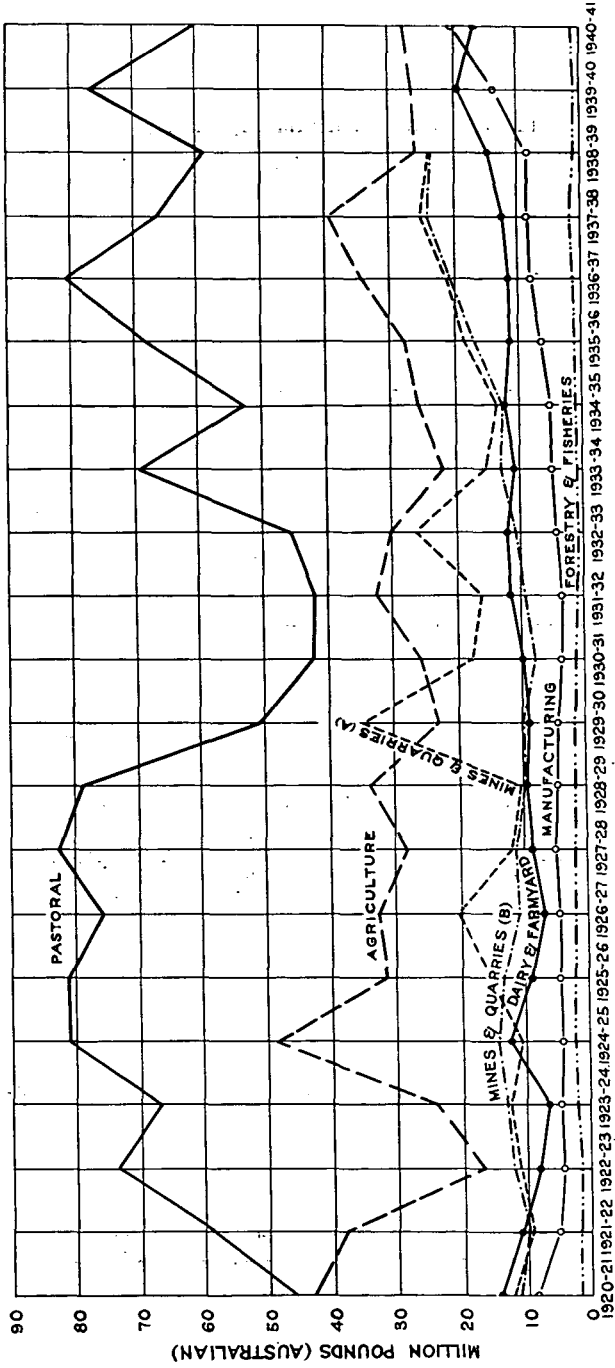 MILLION POUNDS (AUSTRALIAN)
90
80
70
60
50
40
30
20
10
0
PASTORAL
AGRICULTURE
MINES & QUARRIES (A)
MINES & QUARRIES (B)
DAIRY & FARMYARD
MANUFACTURING
FORESTRY & FISHERIES
1920-21 1921-22 1922-23 1923-24 1924-25 1925-26 1926-27 1927-28 1928-29 1929-30 1930-31 1931-32 1932-33 1933-34 1934-35 1935-36 1936-37 1937-38 1938-39 1939-40 1940-41